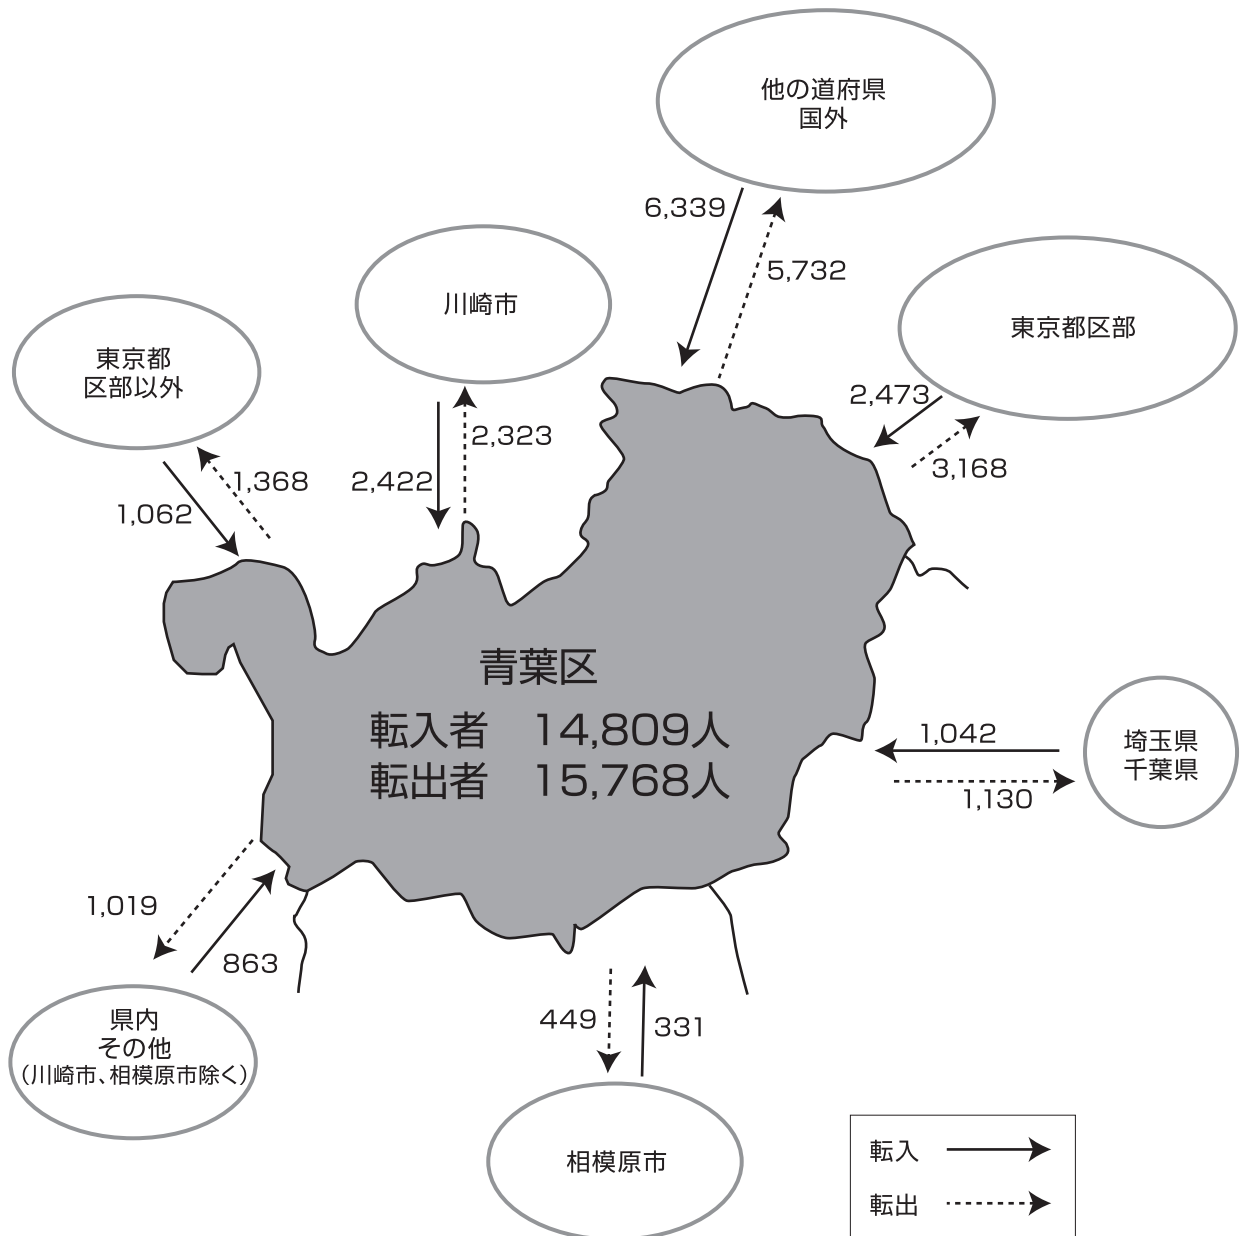 他の道府県
国外
6,339
5,732
川崎市
東京都区部
東京都
区部以外
2,473
3,168
2,323
2,422
1,368
1,062
青葉区
転入者　14,809人
転出者　15,768人
1,042
1,130
埼玉県
千葉県
1,019
863
県内
その他
（川崎市、相模原市除く）
449
331
相模原市
転入
転出